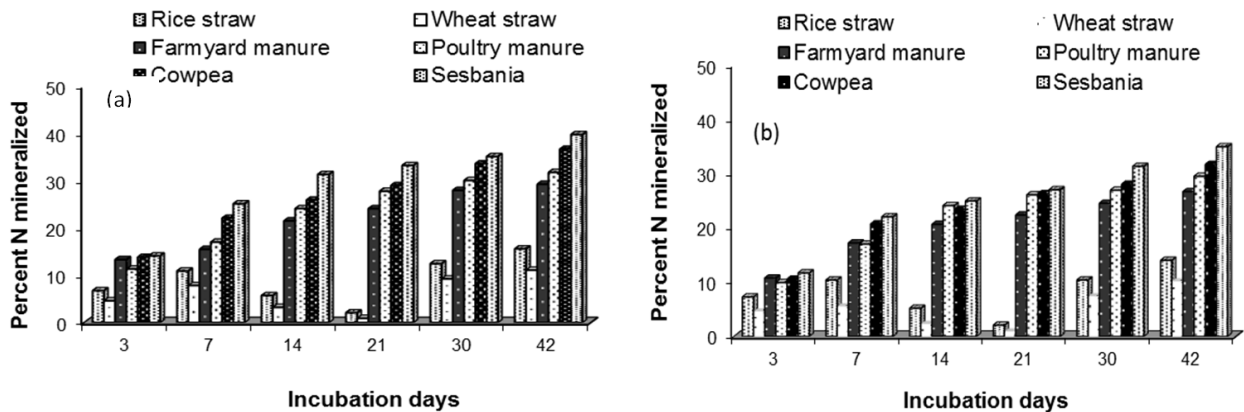 Rice straw Wheat straw
Farmyard manure Poultry manure
Cowpea Sesbania
(a)
Percent N mineralized
50
40
30
20
10
0
3 7 14 21 30 42
Incubation days
Rice straw Wheat straw
Farmyard manure Poultry manure
Cowpea Sesbania
(b)
Percent N mineralized
50
40
30
20
10
0
3 7 14 21 30 42
Incubation days